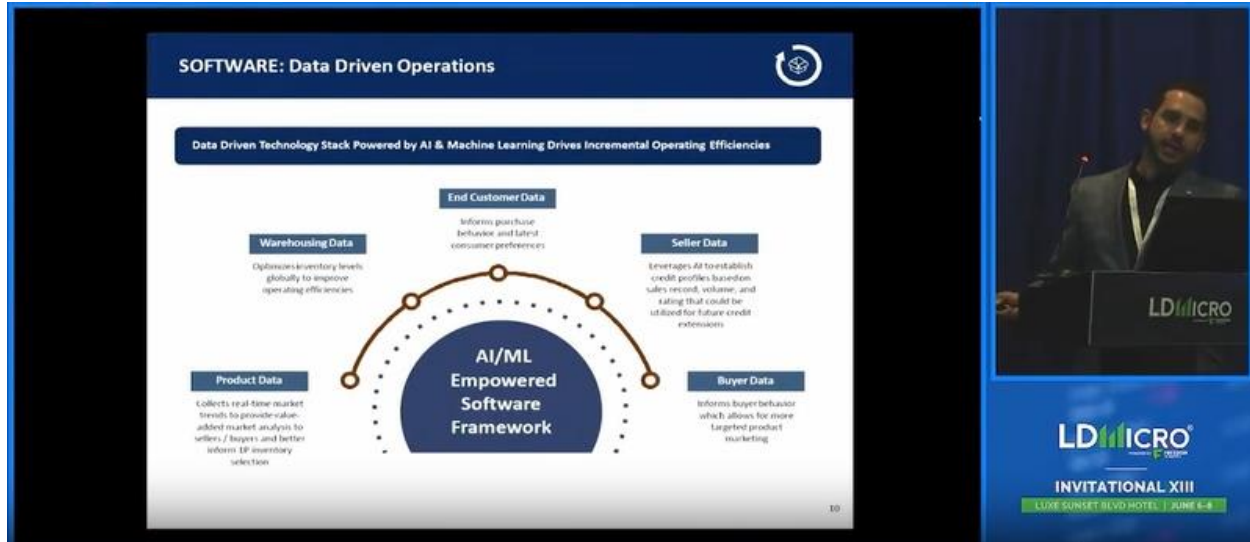 SOFTWARE: Data Driven Operations
Data Driven Technology Stack Powered by AI & Machine Learning Drives Incremental Operating Efficiencies
End Customer Data
Informs purchase
behavior and latest
consumer preferences
Warehousing Data
Optimizes inventory levels
globally to improve
operating efficiencies
Seller Data
Leverages AI to establish
credit profiles based on
sales record, volume, and
rating that could be
utilized for future credit
extensions
Product Data
Collects real-time market
trends to provide value-
added market analysis to
sellers / buyers and better
inform 1P inventory
selection
AI/ML
Empowered
Software
Framework
Buyer Data
Informs buyer behavior
which allows for more
targeted product
marketing
10
LDMICRO
LDMICRO®
INVITATIONAL XIII
LUXE SUNSET BLVD HOTEL | JUNE 6-8